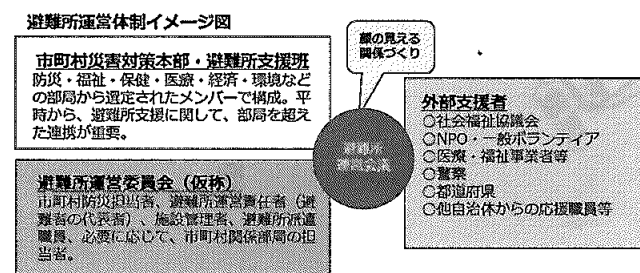 避難所運営体制イメージ図
市町村災害対策本部・避難所支援班
防災・福祉・保健・医療・経済・環境など
の部局から選定されたメンバーで構成。平
時から、避難所支援に関して、部局を超え
た連携が重要。
顔の見える
関係づくり
避難所
運営会議
避難所運営委員会（仮称）
市町村防災担当者、避難所運営責任者（避
難者の代表者）、施設管理者、避難所派遣
職員、必要に応じて、市町村関係部局の担
当者。
外部支援者
○社会福祉協議会
○NPO・一般ボランティア
○医療・福祉事業者等
○警察
○都道府県
○他自治体からの応援職員等